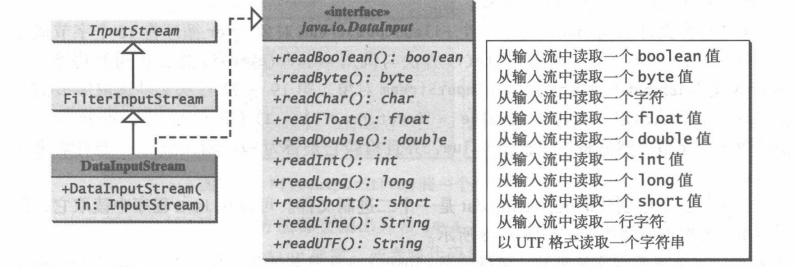 InputStream
FilterInputStream
DataInputStream
+DataInputStream(
in: InputStream)
«interface»
java.io.DataInput
+readBoolean(): boolean
+readByte(): byte
+readChar(): char
+readFloat(): float
+readDouble(): double
+readInt(): int
+readLong(): long
+readShort(): short
+readLine(): String
+readUTF(): String
从输入流中读取一个 boolean 值
从输入流中读取一个 byte 值
从输入流中读取一个字符
从输入流中读取一个 float 值
从输入流中读取一个 double 值
从输入流中读取一个 int 值
从输入流中读取一个 long 值
从输入流中读取一个 short 值
从输入流中读取一行字符
以 UTF 格式读取一个字符串